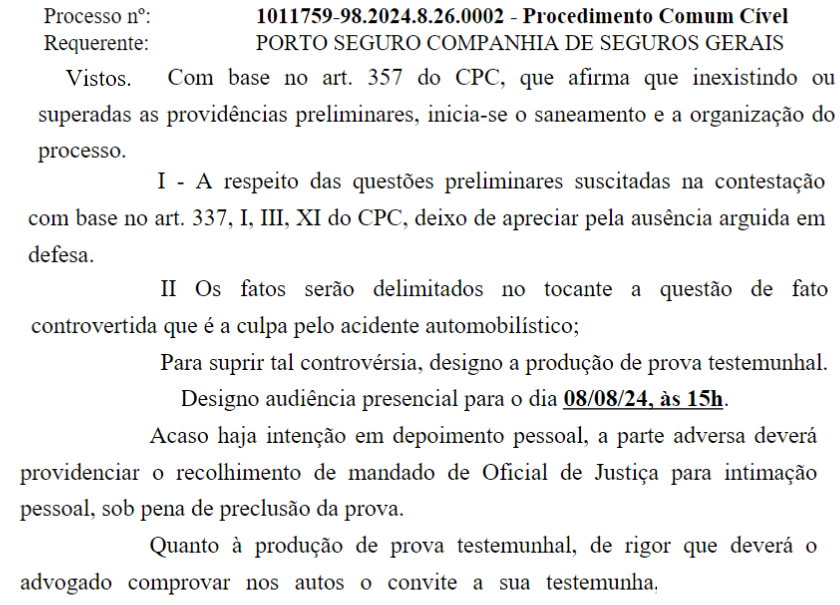 Processo nº: 1011759-98.2024.8.26.0002 - Procedimento Comum Cível
Requerente: PORTO SEGURO COMPANHIA DE SEGUROS GERAIS
Vistos. Com base no art. 357 do CPC, que afirma que inexistindo ou
superadas as providências preliminares, inicia-se o saneamento e a organização do
processo.
I - A respeito das questões preliminares suscitadas na contestação
com base no art. 337, I, III, XI do CPC, deixo de apreciar pela ausência arguida em
defesa.
II Os fatos serão delimitados no tocante a questão de fato
controvertida que é a culpa pelo acidente automobilístico;
Para suprir tal controvérsia, designo a produção de prova testemunhal.
Designo audiência presencial para o dia 08/08/24, às 15h.
Acaso haja intenção em depoimento pessoal, a parte adversa deverá
providenciar o recolhimento de mandado de Oficial de Justiça para intimação
pessoal, sob pena de preclusão da prova.
Quanto à produção de prova testemunhal, de rigor que deverá o
advogado comprovar nos autos o convite a sua testemunha.